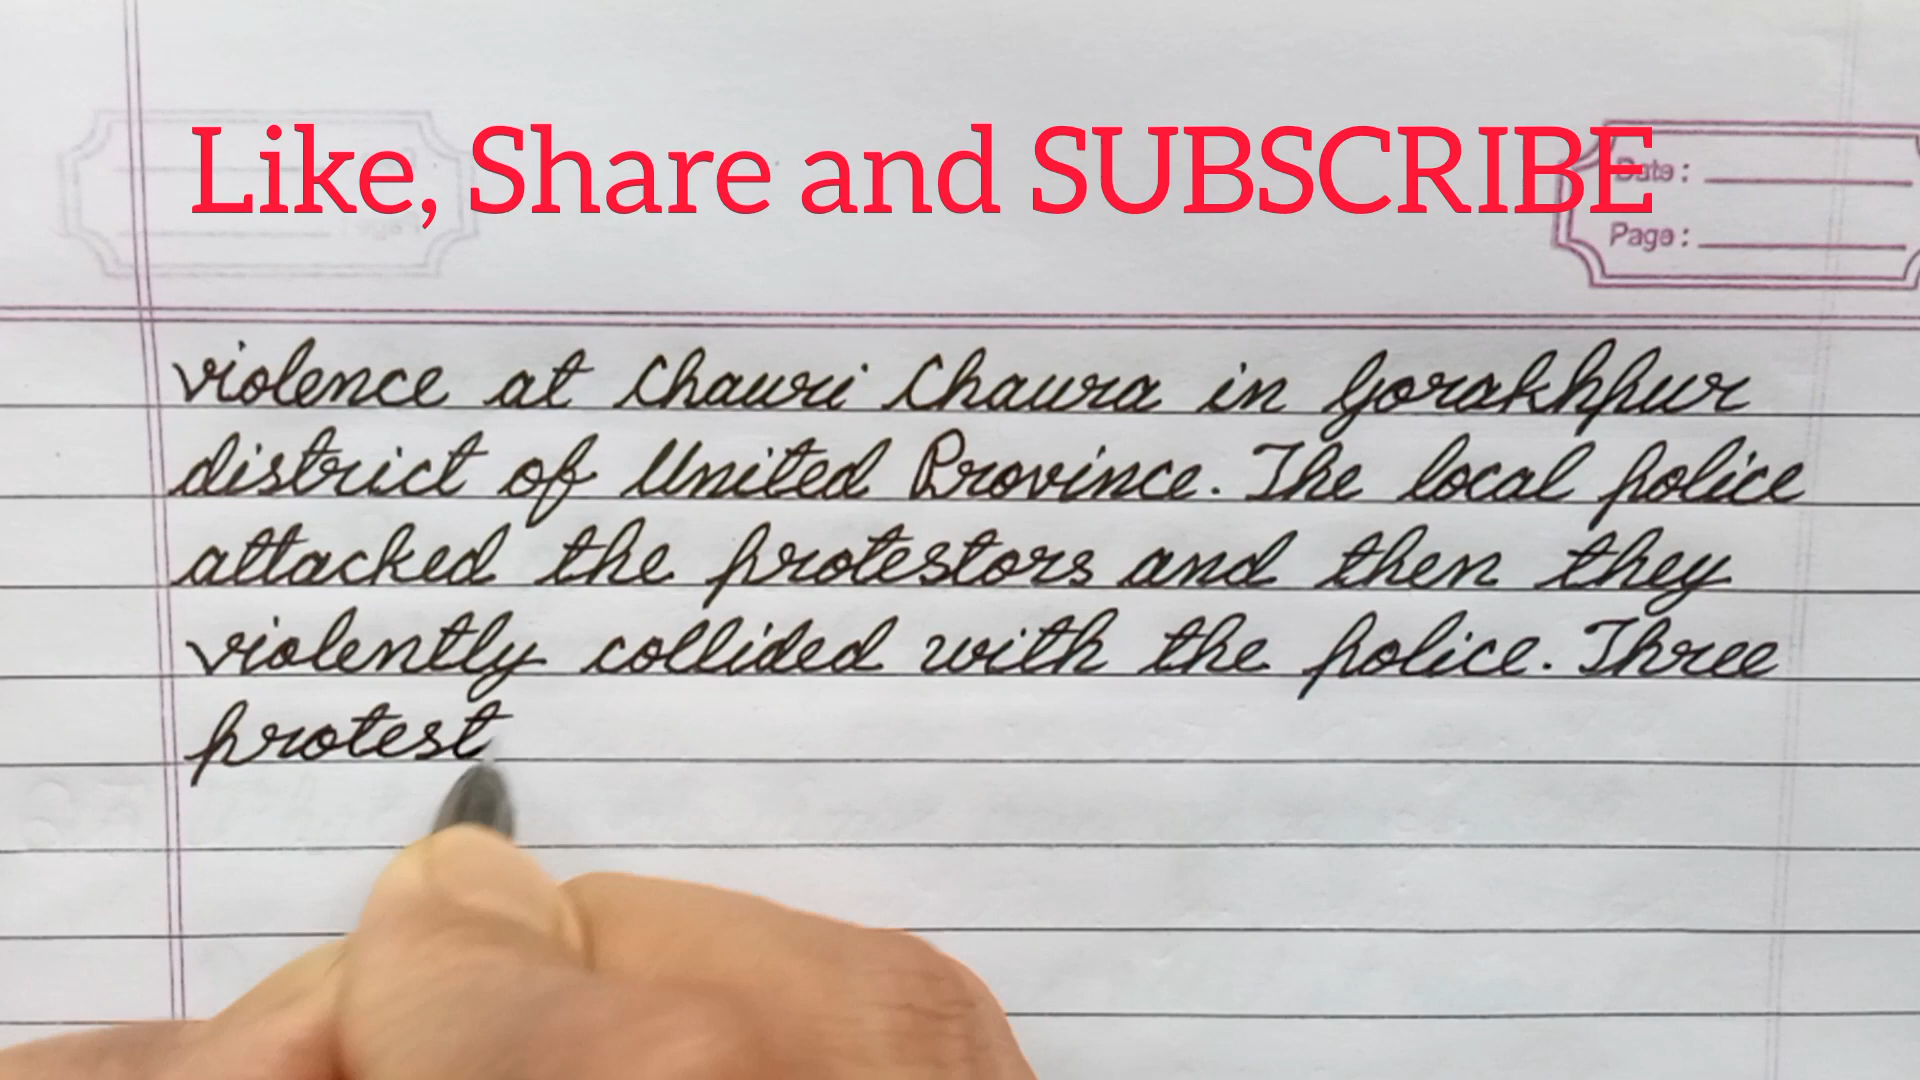 Like, Share and SUBSCRIBE
Date :
Page :
violence at Chauri Chaura in Gorakhpur
district of United Province. The local police
attacked the protestors and then they
violently collided with the police. Three
protest